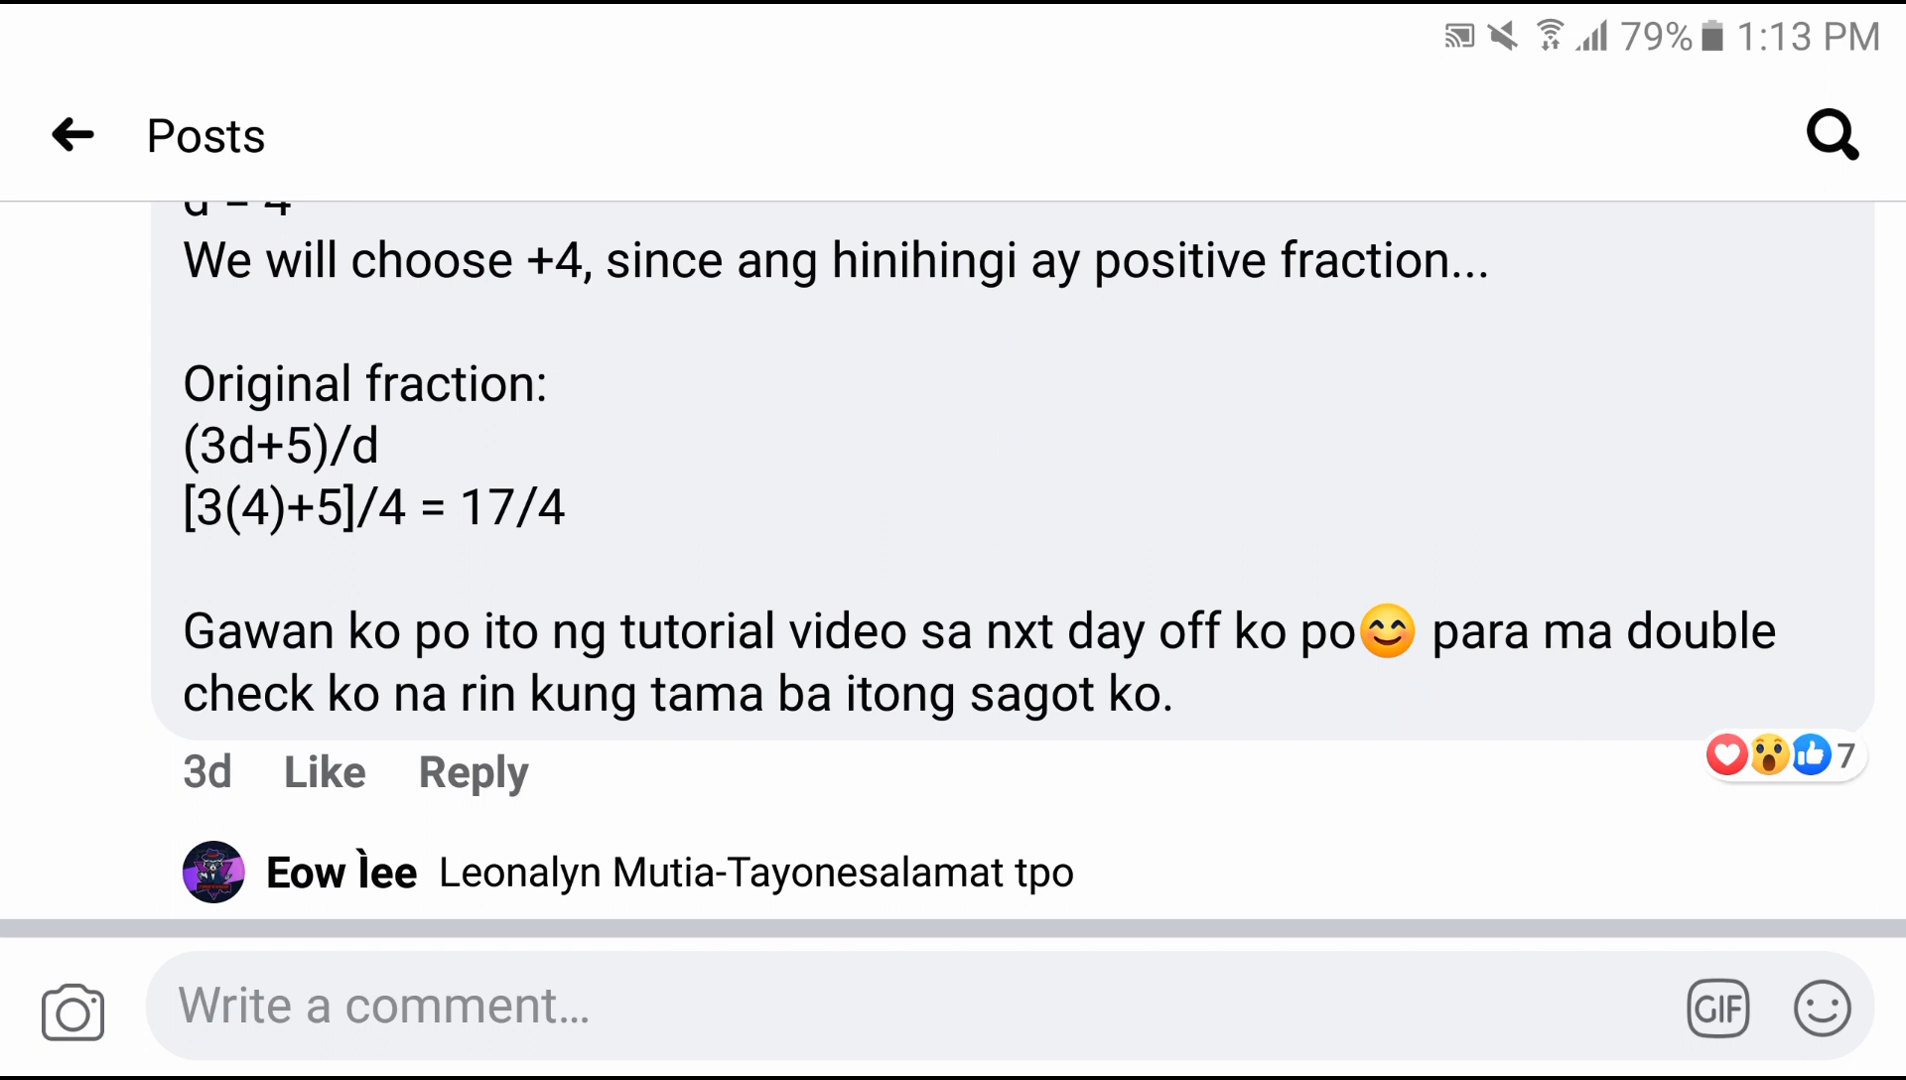 79% 1:13 PM
Posts
d = 4
We will choose +4, since ang hinihingi ay positive fraction...
Original fraction:
(3d+5)/d
[3(4)+5]/4 = 17/4
Gawan ko po ito ng tutorial video sa nxt day off ko po😊 para ma double
check ko na rin kung tama ba itong sagot ko.
3d Like Reply
7
Eow Ìee Leonalyn Mutia-Tayonesalamat tpo
Write a comment...
GIF